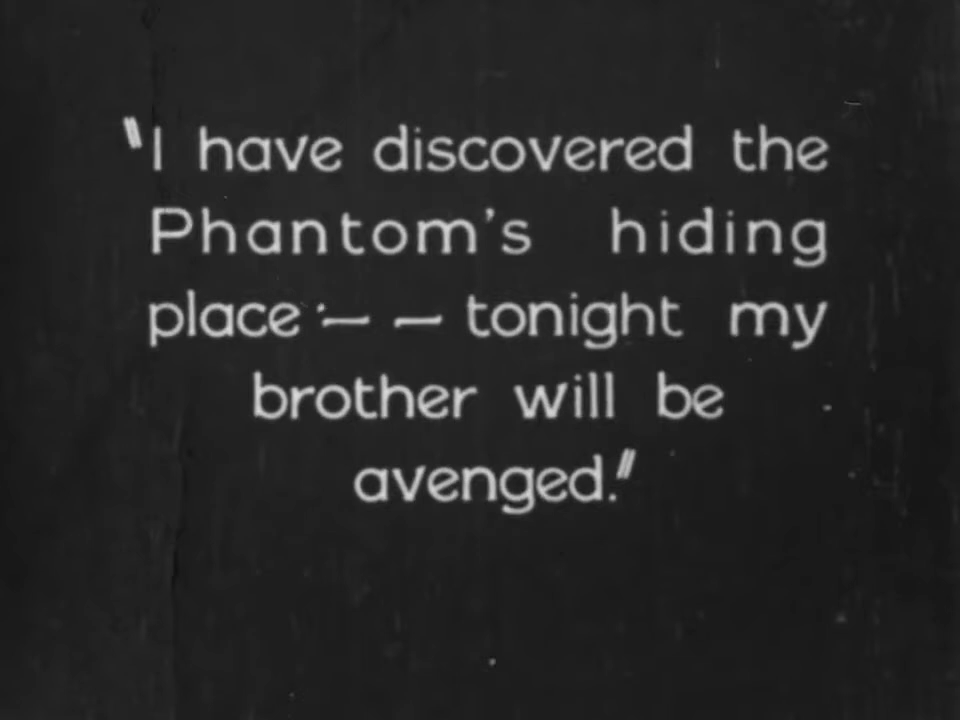 "I have discovered the
Phantom's hiding
place — — tonight my
brother will be
avenged."